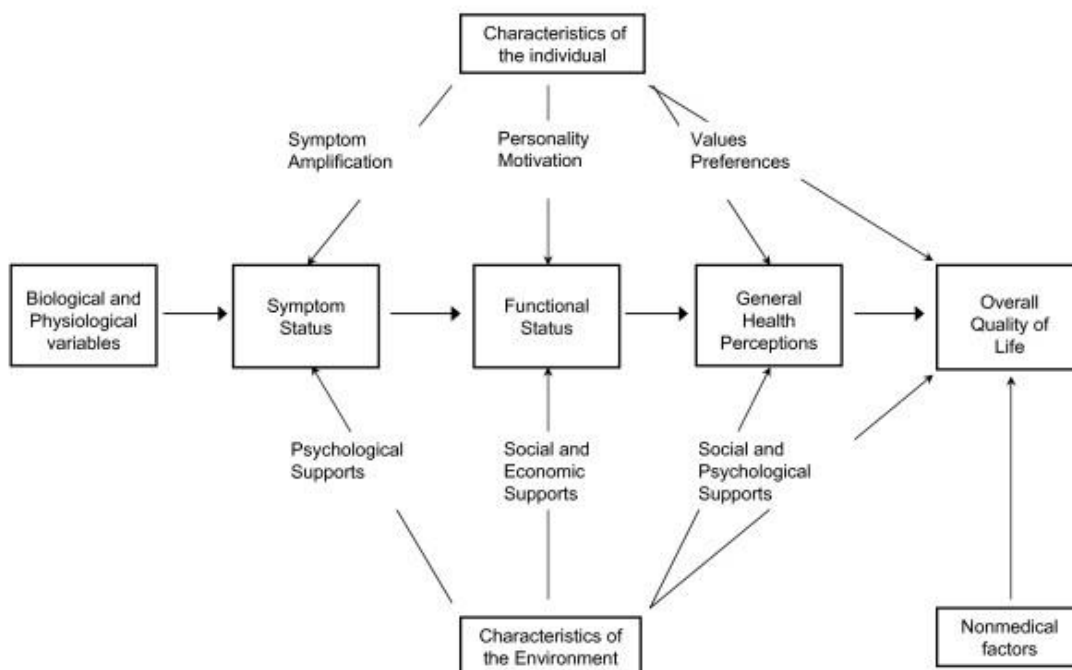 Characteristics of
the individual
Symptom
Amplification
Personality
Motivation
Values
Preferences
Biological and
Physiological
variables
Symptom
Status
Functional
Status
General
Health
Perceptions
Overall
Quality of
Life
Psychological
Supports
Social and
Economic
Supports
Social and
Psychological
Supports
Characteristics of
the Environment
Nonmedical
factors